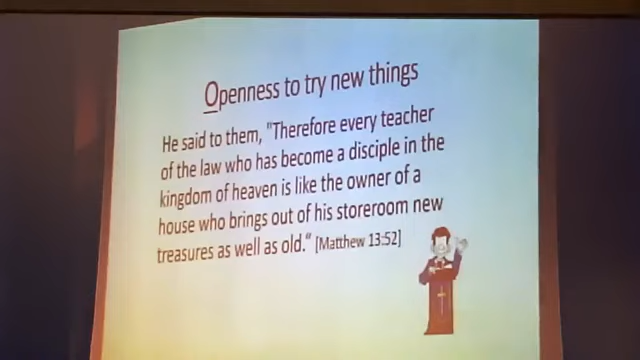 Openness to try new things
He said to them, "Therefore every teacher
of the law who has become a disciple in the
kingdom of heaven is like the owner of a
house who brings out of his storeroom new
treasures as well as old." [Matthew 13:52]